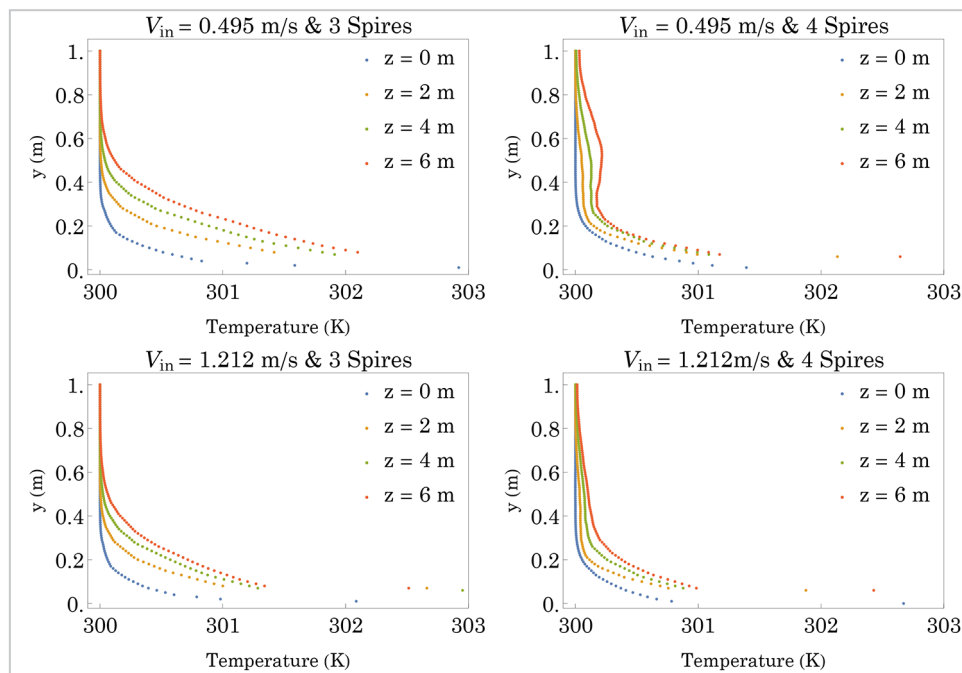 V_in = 0.495 m/s & 3 Spires
z = 0 m
z = 2 m
z = 4 m
z = 6 m
y (m)
1.
0.8
0.6
0.4
0.2
0.
300
301
302
303
Temperature (K)
V_in = 0.495 m/s & 4 Spires
z = 0 m
z = 2 m
z = 4 m
z = 6 m
y (m)
1.
0.8
0.6
0.4
0.2
0.
300
301
302
303
Temperature (K)
V_in = 1.212 m/s & 3 Spires
z = 0 m
z = 2 m
z = 4 m
z = 6 m
y (m)
1.
0.8
0.6
0.4
0.2
0.
300
301
302
303
Temperature (K)
V_in = 1.212m/s & 4 Spires
z = 0 m
z = 2 m
z = 4 m
z = 6 m
y (m)
1.
0.8
0.6
0.4
0.2
0.
300
301
302
303
Temperature (K)